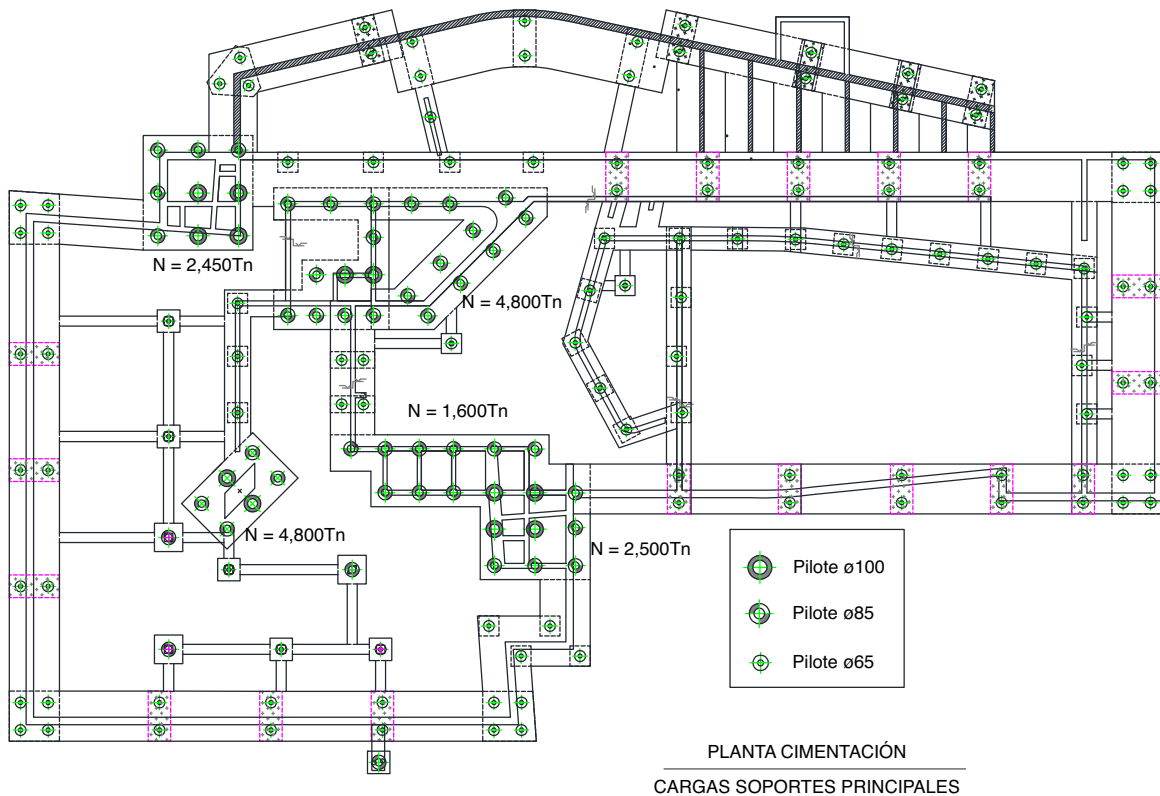 N = 2,450Tn
N = 4,800Tn
N = 1,600Tn
N = 4,800Tn
N = 2,500Tn
Pilote ø100
Pilote ø85
Pilote ø65
PLANTA CIMENTACIÓN
CARGAS SOPORTES PRINCIPALES